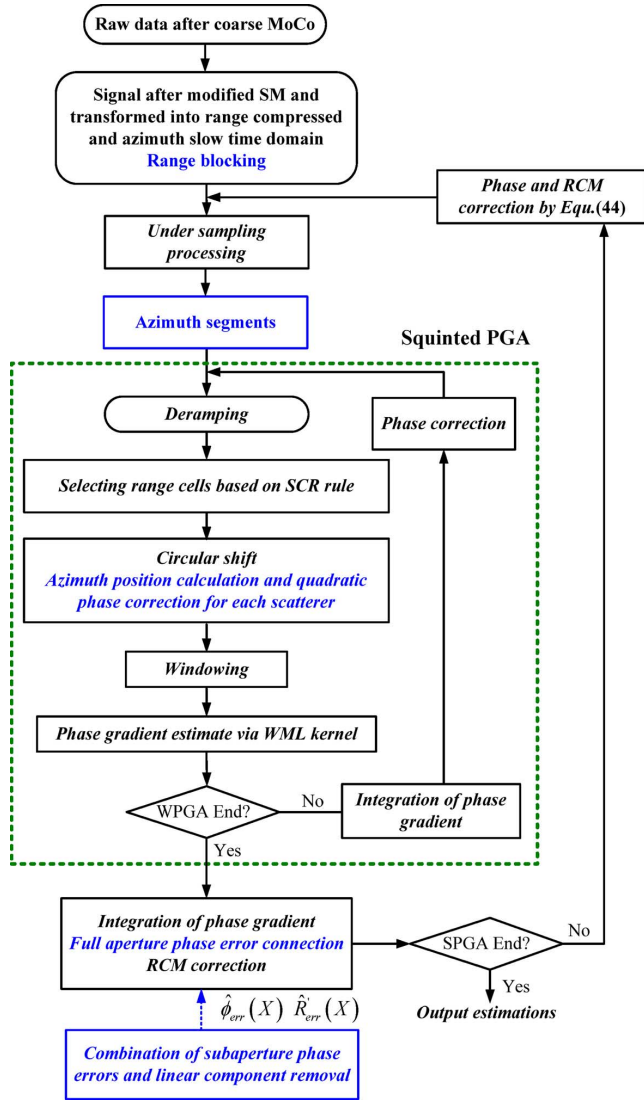 Raw data after coarse MoCo
Signal after modified SM and
transformed into range compressed
and azimuth slow time domain
Range blocking
Phase and RCM
correction by Equ.(44)
Under sampling
processing
Azimuth segments
Squinted PGA
Deramping
Phase correction
Selecting range cells based on SCR rule
Circular shift
Azimuth position calculation and quadratic
phase correction for each scatterer
Windowing
Phase gradient estimate via WML kernel
WPGA End?
No
Integration of phase
gradient
Yes
Integration of phase gradient
Full aperture phase error connection
RCM correction
SPGA End?
No
Yes
Output estimations
$\hat{\phi}_{err}(X)$ $\hat{R}^{'}_{err}(X)$
Combination of subaperture phase
errors and linear component removal